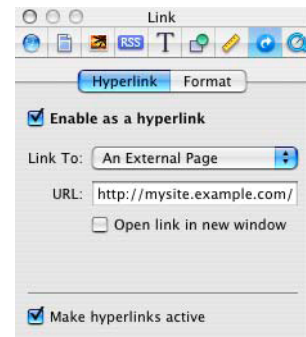 Link
RSS T
Hyperlink Format
Enable as a hyperlink
Link To: An External Page
URL: http://mysite.example.com/
Open link in new window
Make hyperlinks active